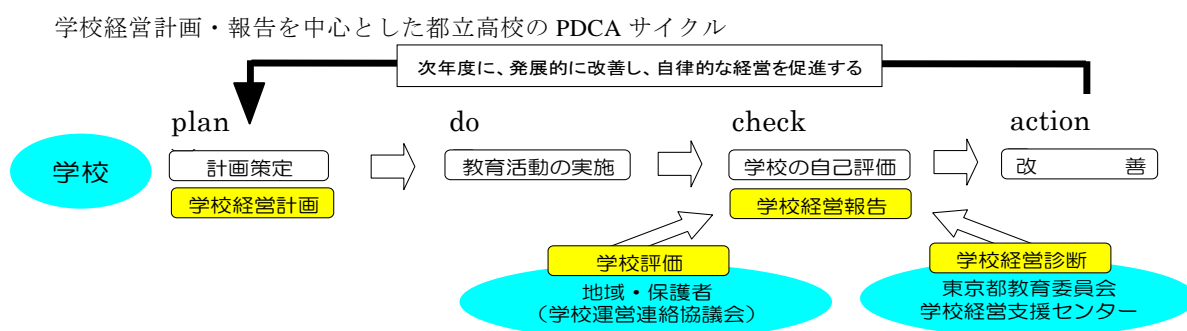 学校経営計画・報告を中心とした都立高校の PDCA サイクル
次年度に、発展的に改善し、自律的な経営を促進する
plan
do
check
action
学校
計画策定
教育活動の実施
学校の自己評価
改　　　善
学校経営計画
学校経営報告
学校評価
学校経営診断
地域・保護者
（学校運営連絡協議会）
東京都教育委員会
学校経営支援センター